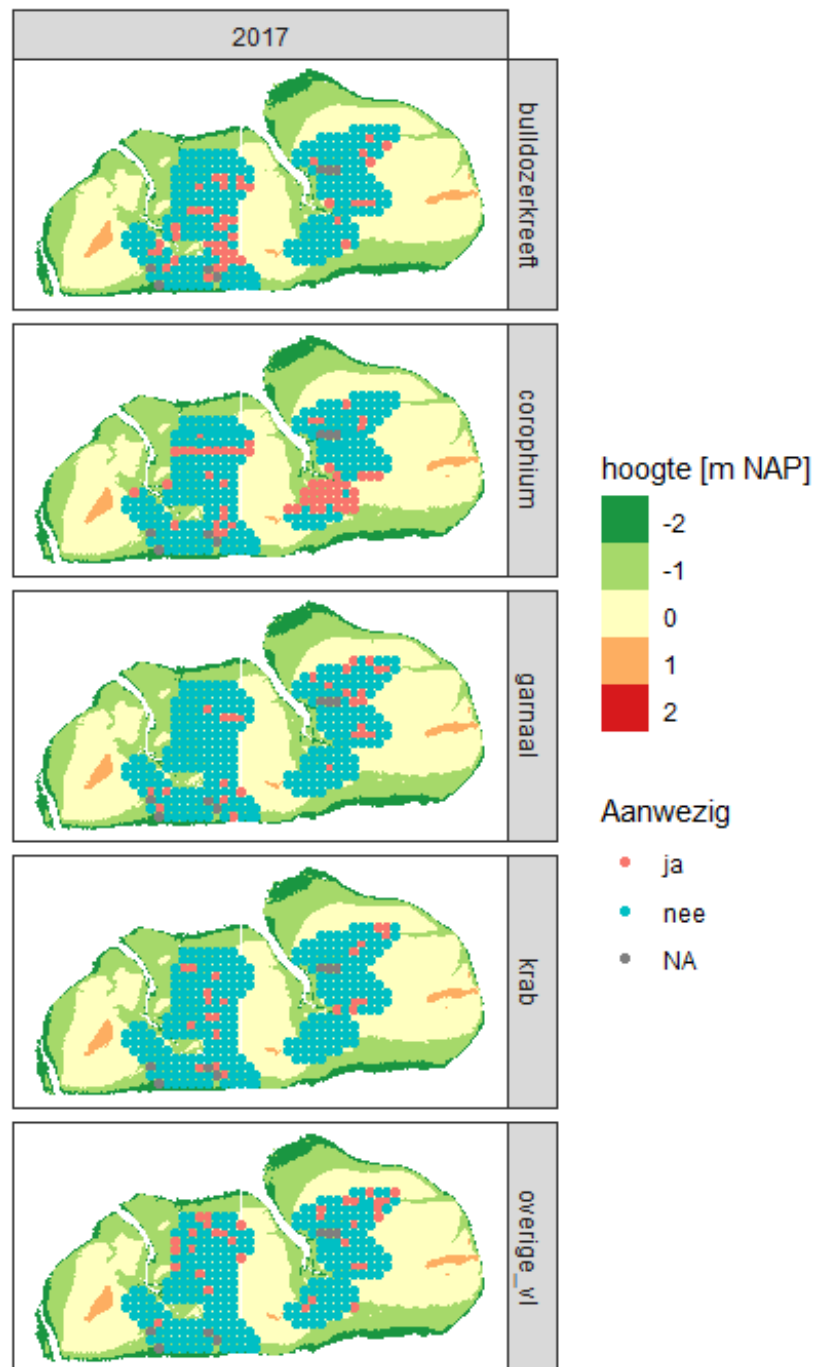 2017
bulldozerkreeft
corophium
garnaal
krab
overige_vl
hoogte [m NAP]
-2
-1
0
1
2
Aanwezig
ja
nee
NA